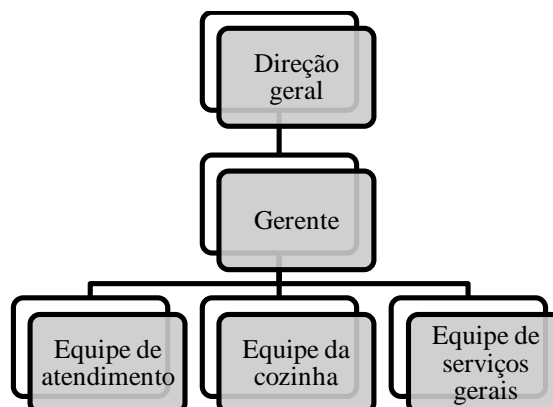 Direção
geral
Gerente
Equipe de
atendimento
Equipe da
cozinha
Equipe de
serviços
gerais